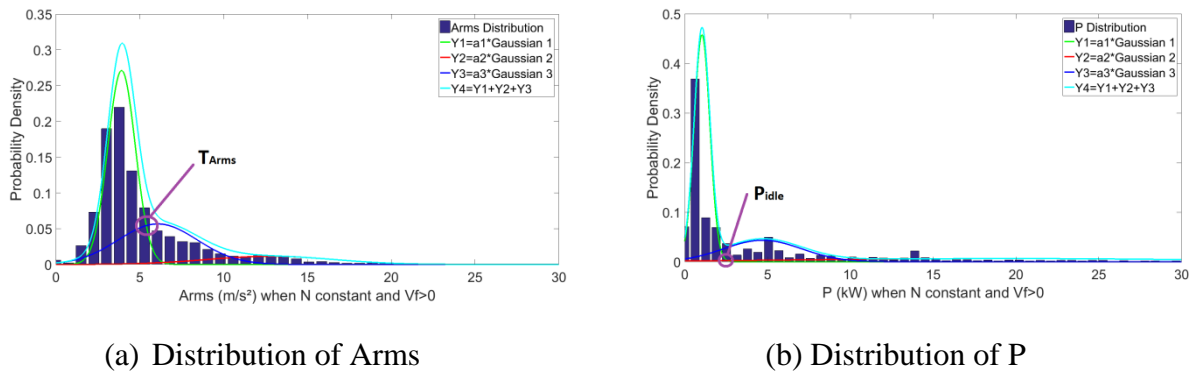 0.35
0.3
0.25
0.2
0.15
0.1
0.05
0
Probability Density
0 5 10 15 20 25 30
Arms (m/s²) when N constant and Vf>0
Arms Distribution
Y1=a1*Gaussian 1
Y2=a2*Gaussian 2
Y3=a3*Gaussian 3
Y4=Y1+Y2+Y3
TArms
(a) Distribution of Arms
0.5
0.4
0.3
0.2
0.1
0
Probability Density
0 5 10 15 20 25 30
P (kW) when N constant and Vf>0
P Distribution
Y1=a1*Gaussian 1
Y2=a2*Gaussian 2
Y3=a3*Gaussian 3
Y4=Y1+Y2+Y3
Pidle
(b) Distribution of P